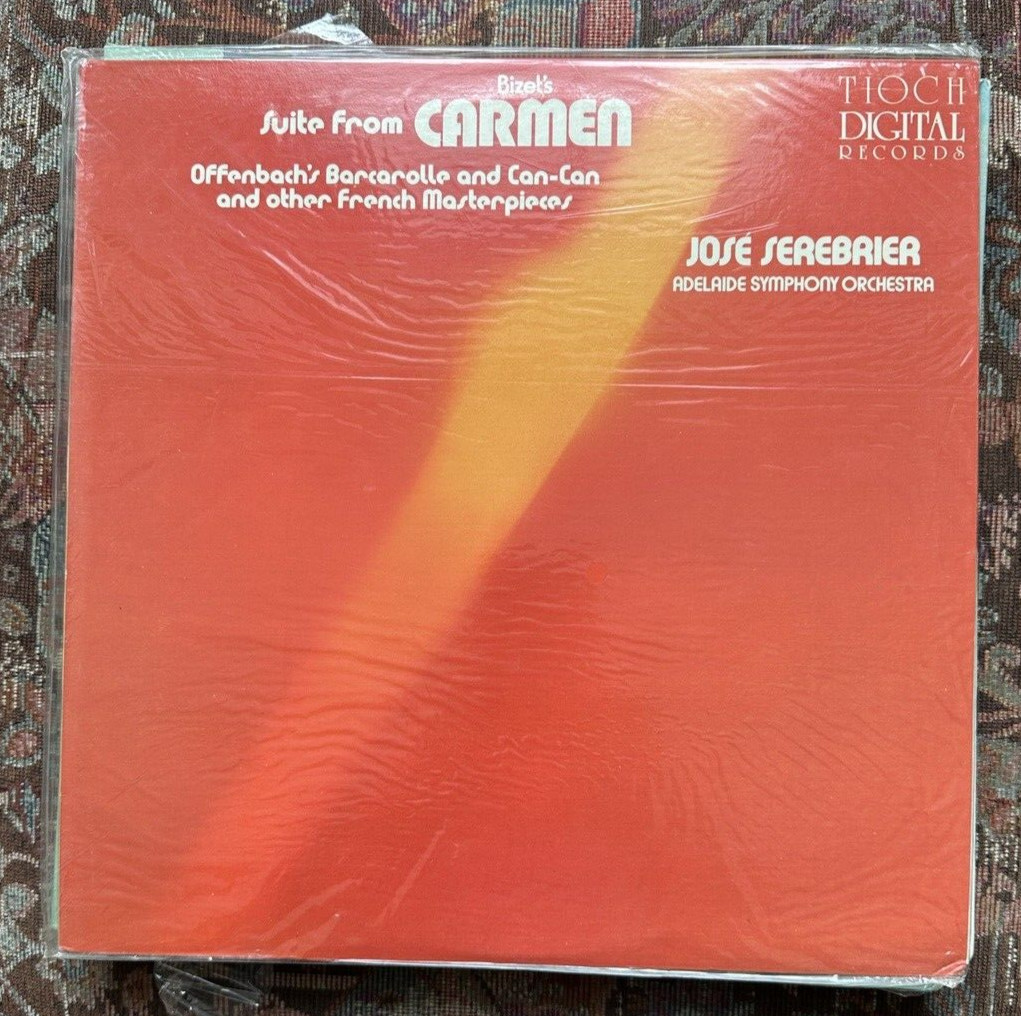 Bizet's
Suite from CARMEN
Offenbach's Barcarolle and Can-Can
and other French Masterpieces
TIOCH
DIGITAL
RECORDS
JOSÉ SEREBRIER
ADELAIDE SYMPHONY ORCHESTRA